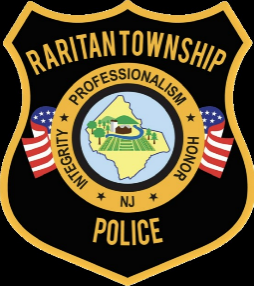 RARITAN TOWNSHIP
PROFESSIONALISM
INTEGRITY
HONOR
NJ
POLICE